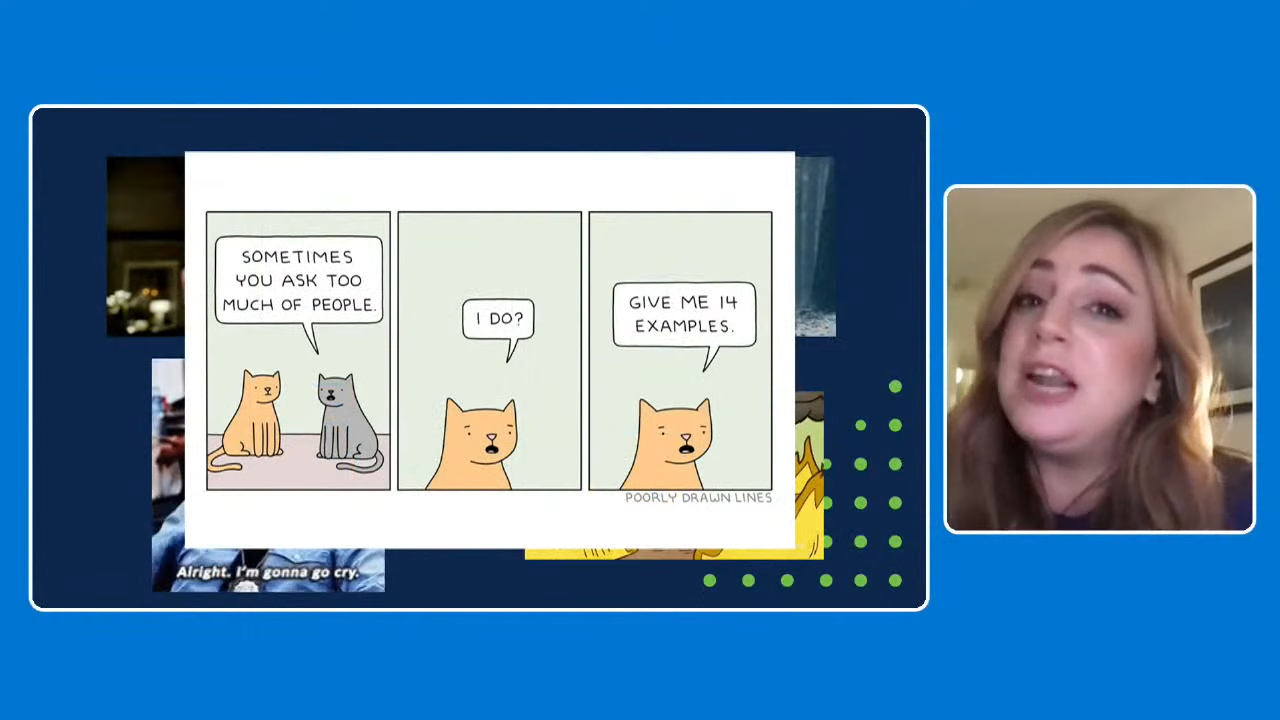 SOMETIMES
YOU ASK TOO
MUCH OF PEOPLE.
I DO?
GIVE ME 14
EXAMPLES.
POORLY DRAWN LINES
Alright. I'm gonna go cry.